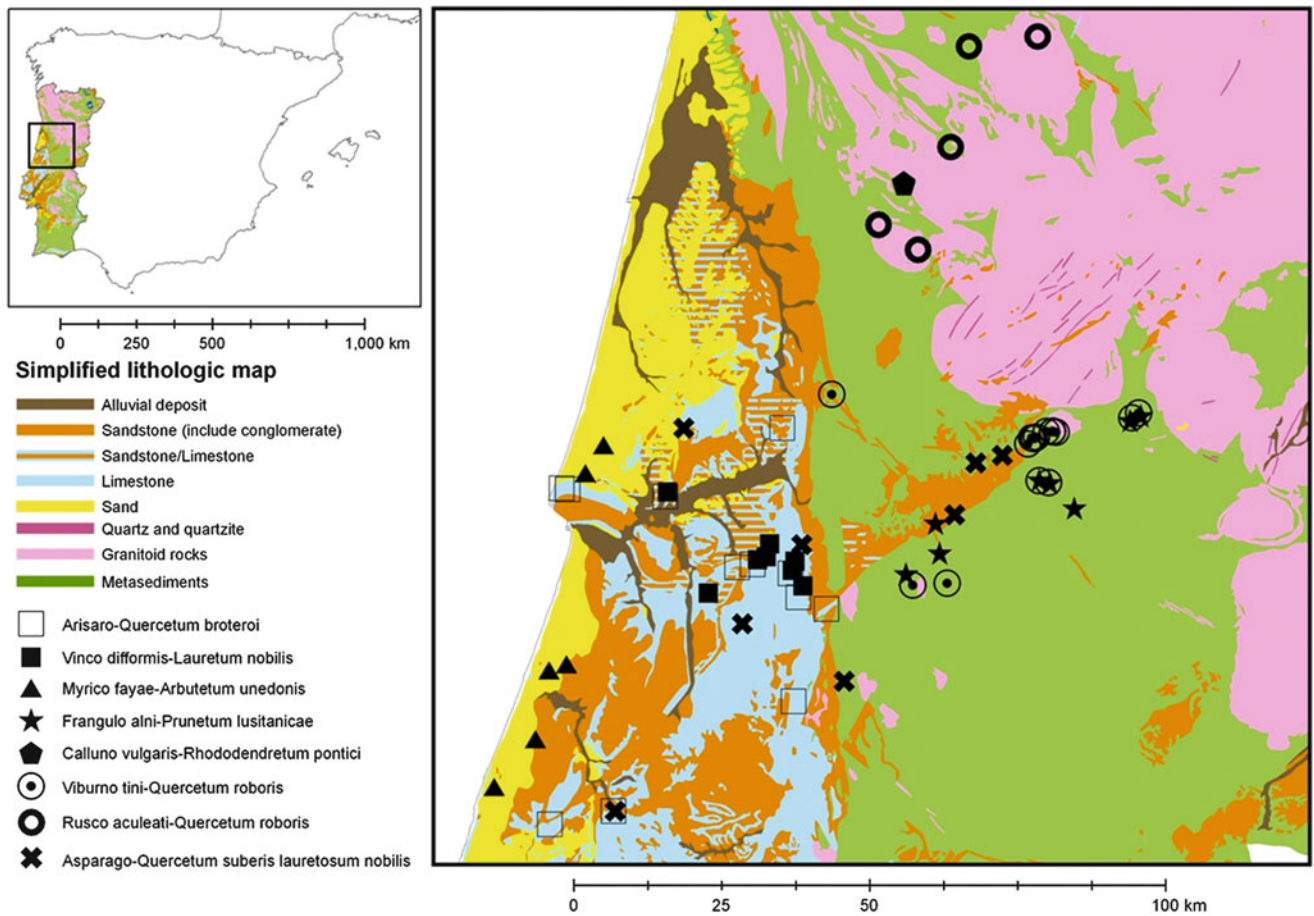 0 250 500 1,000 km
Simplified lithologic map
Alluvial deposit
Sandstone (include conglomerate)
Sandstone/Limestone
Limestone
Sand
Quartz and quartzite
Granitoid rocks
Metasediments
Arisaro-Quercetum broteroi
Vinco difformis-Lauretum nobilis
Myrico fayae-Arbutetum unedonis
Frangulo alni-Prunetum lusitanicae
Calluno vulgaris-Rhododendretum pontici
Viburno tini-Quercetum roboris
Rusco aculeati-Quercetum roboris
Asparago-Quercetum suberis lauretosum nobilis
0 25 50 100 km